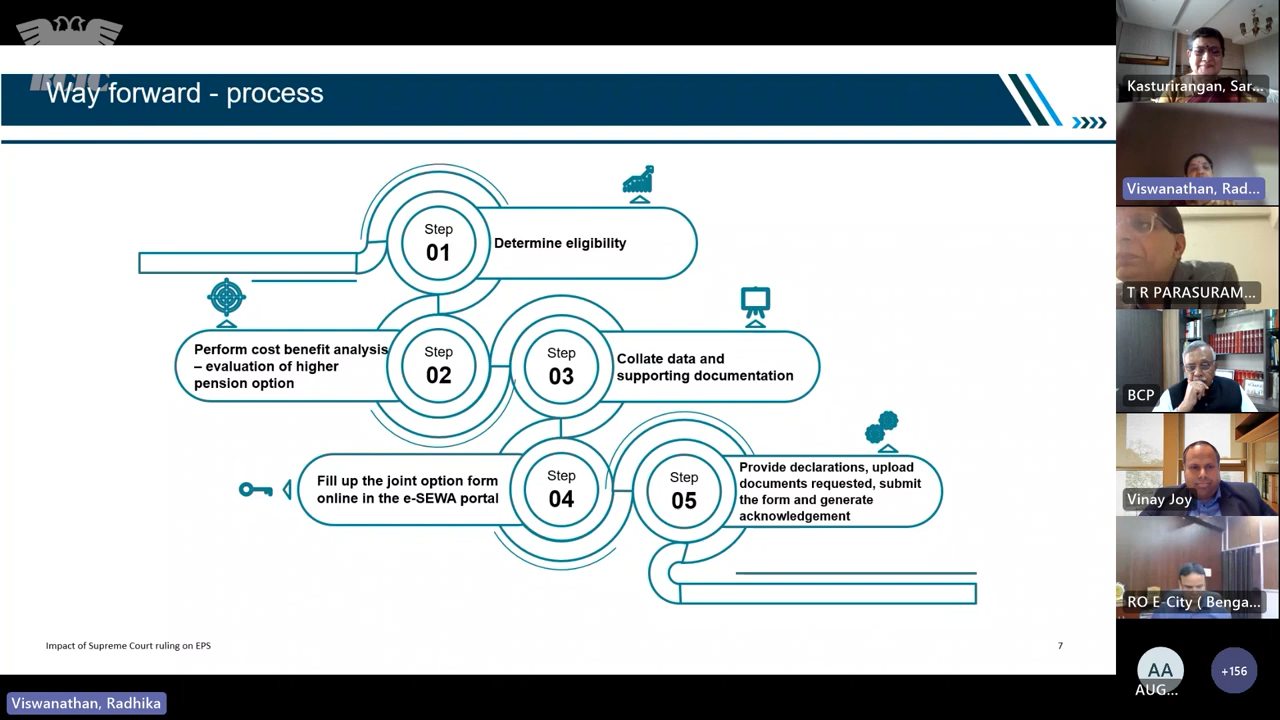 Way forward - process
Step
01
Determine eligibility
Perform cost benefit analysis
– evaluation of higher
pension option
Step
02
Step
03
Collate data and
supporting documentation
Fill up the joint option form
online in the e-SEWA portal
Step
04
Step
05
Provide declarations, upload
documents requested, submit
the form and generate
acknowledgement
Impact of Supreme Court ruling on EPS
7
Viswanathan, Radhika
Kasturirangan, Sar...
Viswanathan, Rad...
T R PARASURAM...
BCP
Vinay Joy
RO E-City ( Benga...
AA
AUG...
+156